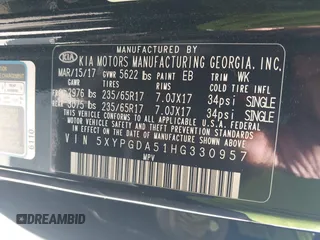 MANUFACTURED BY
KIA KIA MOTORS MANUFACTURING GEORGIA, INC.
MAR/15/17 GVWR 5622 lbs PAINT EB TRIM WK
GAWR TIRES RIMS COLD TIRE INFL
2976 lbs 235/65R17 7.0JX17 34psi SINGLE
3075 lbs 235/65R17 7.0JX17 34psi SINGLE
THIS VEHICLE CONFORMS TO ALL APPLICABLE U.S.
FEDERAL MOTOR VEHICLE SAFETY AND THEFT PREVENTION
STANDARDS IN EFFECT ON THE DATE OF
MANUFACTURE SHOWN ABOVE.
VIN 5XYPGDA51HG330957
MPV
6110
© DREAMBID